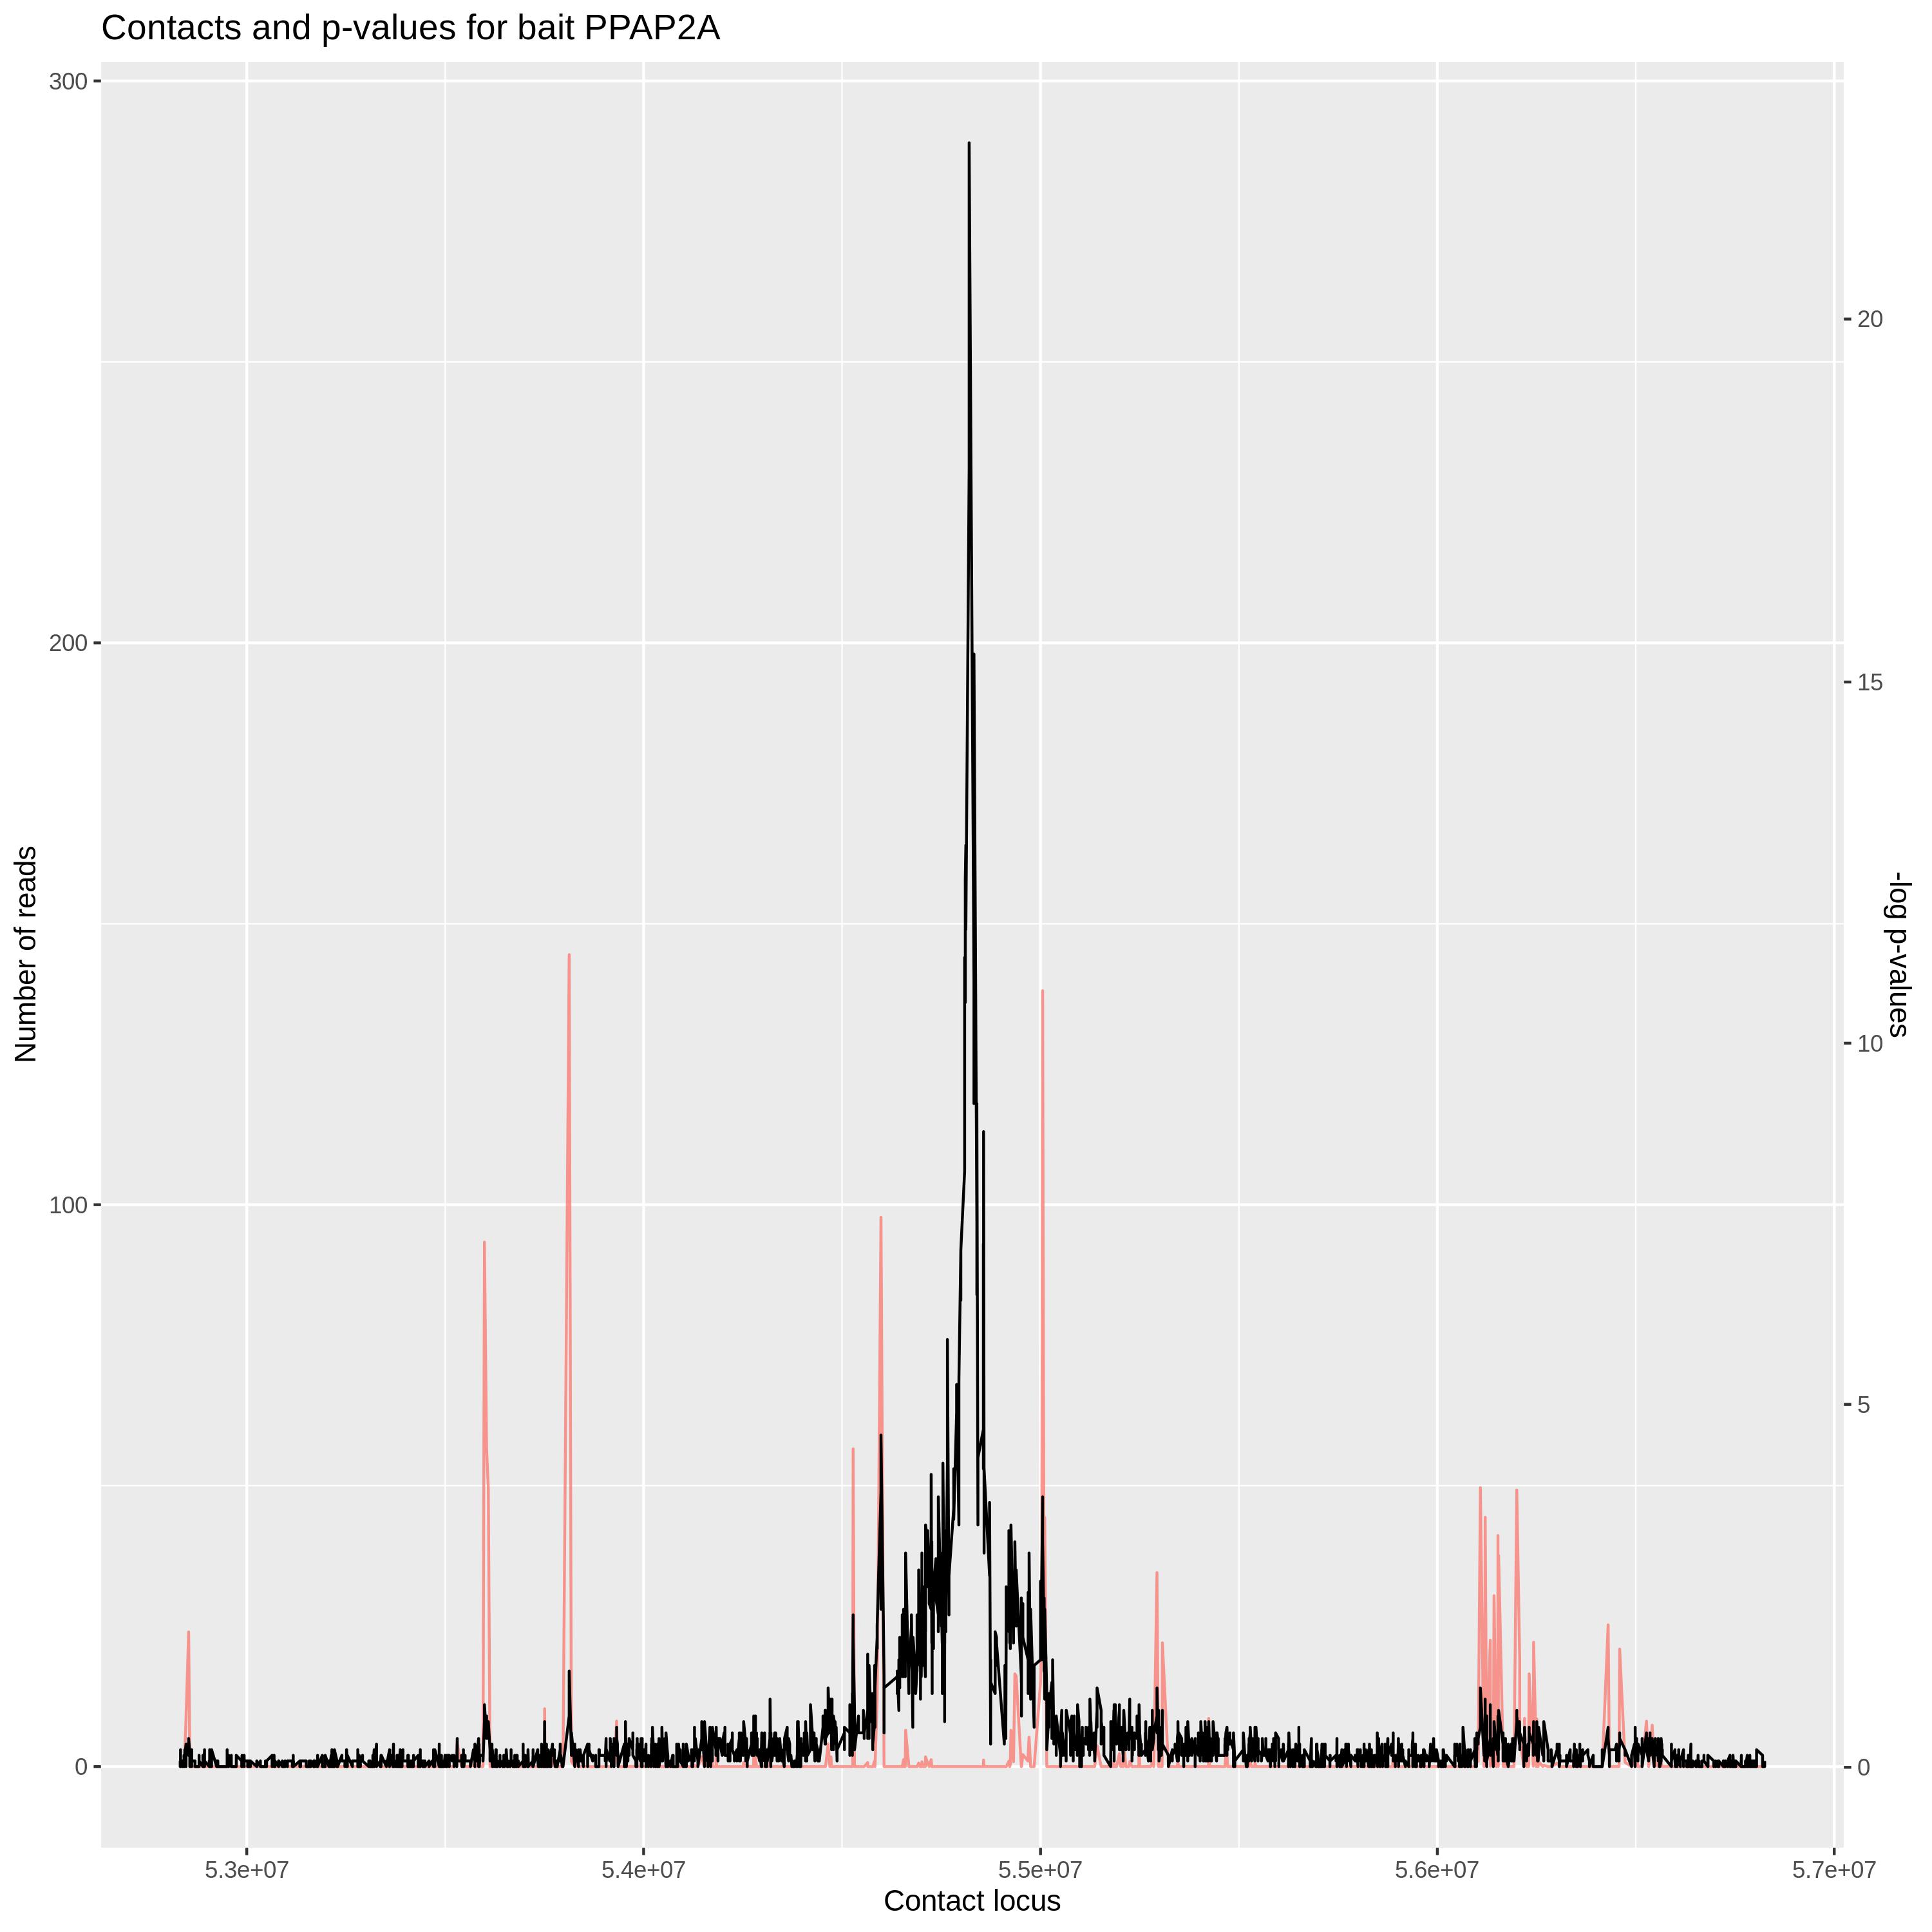 Contacts and p-values for bait PPAP2A
300
200
100
0
Number of reads
20
15
10
5
0
-log p-values
5.3e+07
5.4e+07
5.5e+07
5.6e+07
5.7e+07
Contact locus